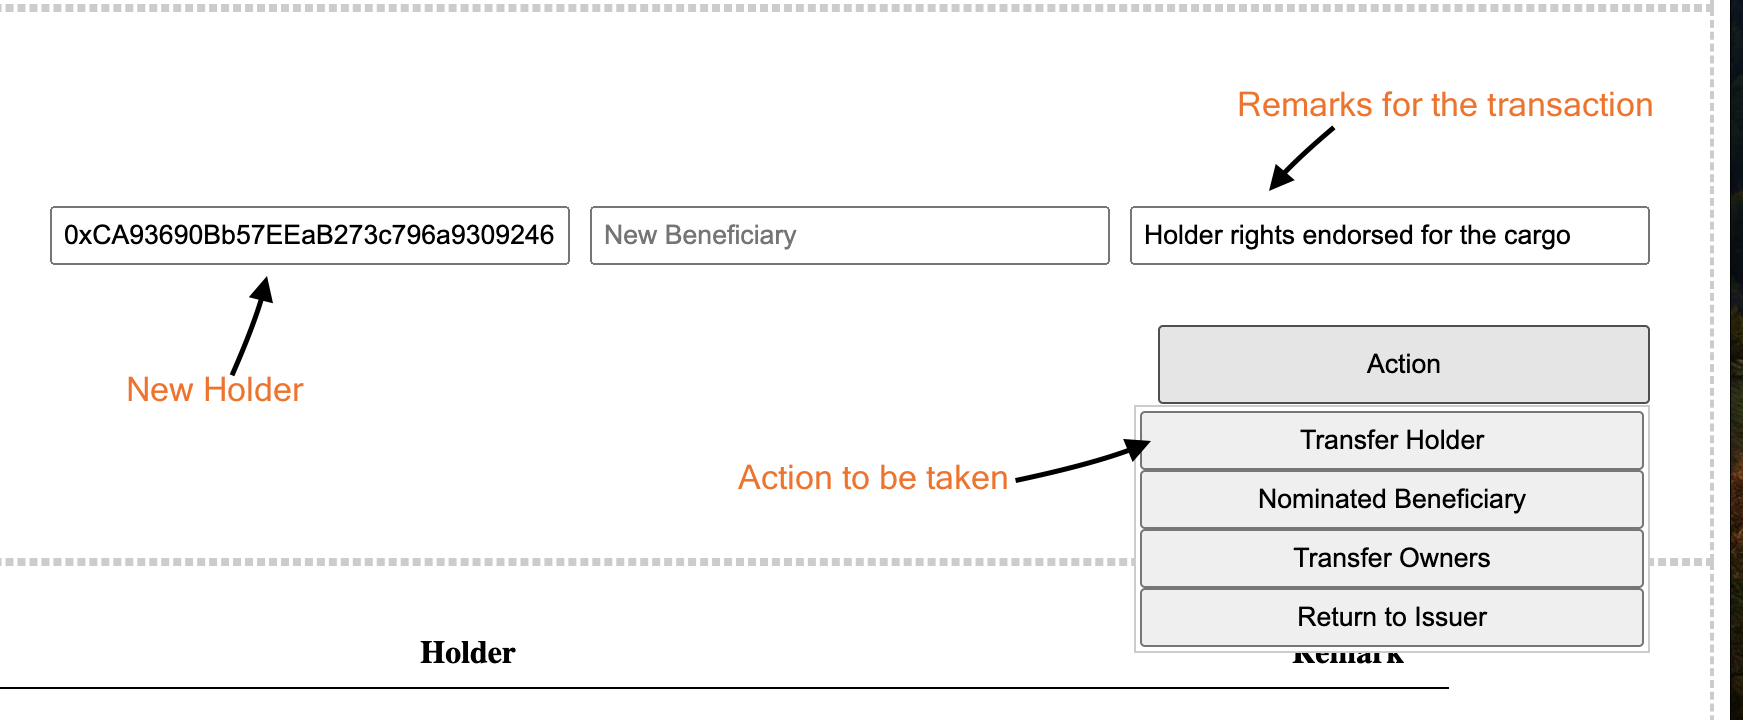 Remarks for the transaction
0xCA93690Bb57EEaB273c796a9309246
New Beneficiary
Holder rights endorsed for the cargo
New Holder
Action
Action to be taken
Transfer Holder
Nominated Beneficiary
Transfer Owners
Return to Issuer
Holder
Remark